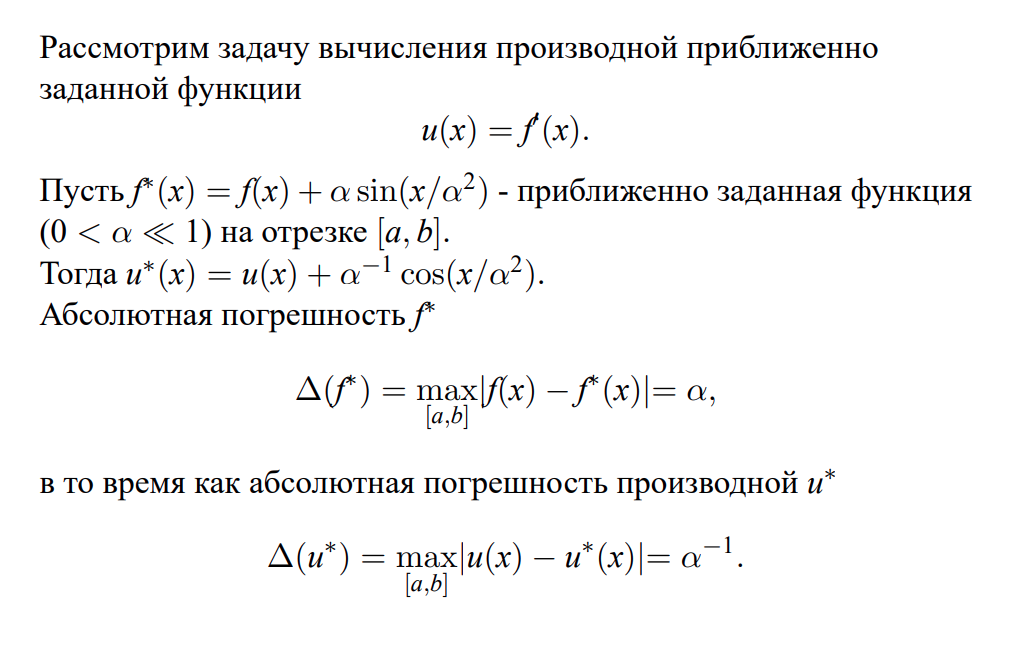 Рассмотрим задачу вычисления производной приближенно
заданной функции
u(x) = f′(x).
Пусть f*(x) = f(x) + α sin(x/α²) - приближенно заданная функция
(0 < α ≪ 1) на отрезке [a, b].
Тогда u*(x) = u(x) + α⁻¹ cos(x/α²).
Абсолютная погрешность f*
Δ(f*) = max|f(x) − f*(x)|= α,
[a,b]
в то время как абсолютная погрешность производной u*
Δ(u*) = max|u(x) − u*(x)|= α⁻¹.
[a,b]